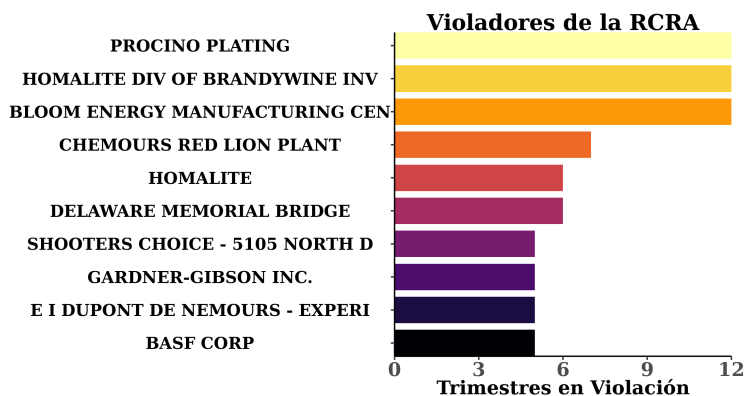 Violadores de la RCRA
PROCINO PLATING
HOMALITE DIV OF BRANDYWINE INV
BLOOM ENERGY MANUFACTURING CEN
CHEMOURS RED LION PLANT
HOMALITE
DELAWARE MEMORIAL BRIDGE
SHOOTERS CHOICE - 5105 NORTH D
GARDNER-GIBSON INC.
E I DUPONT DE NEMOURS - EXPERI
BASF CORP
0 3 6 9 12
Trimestres en Violación